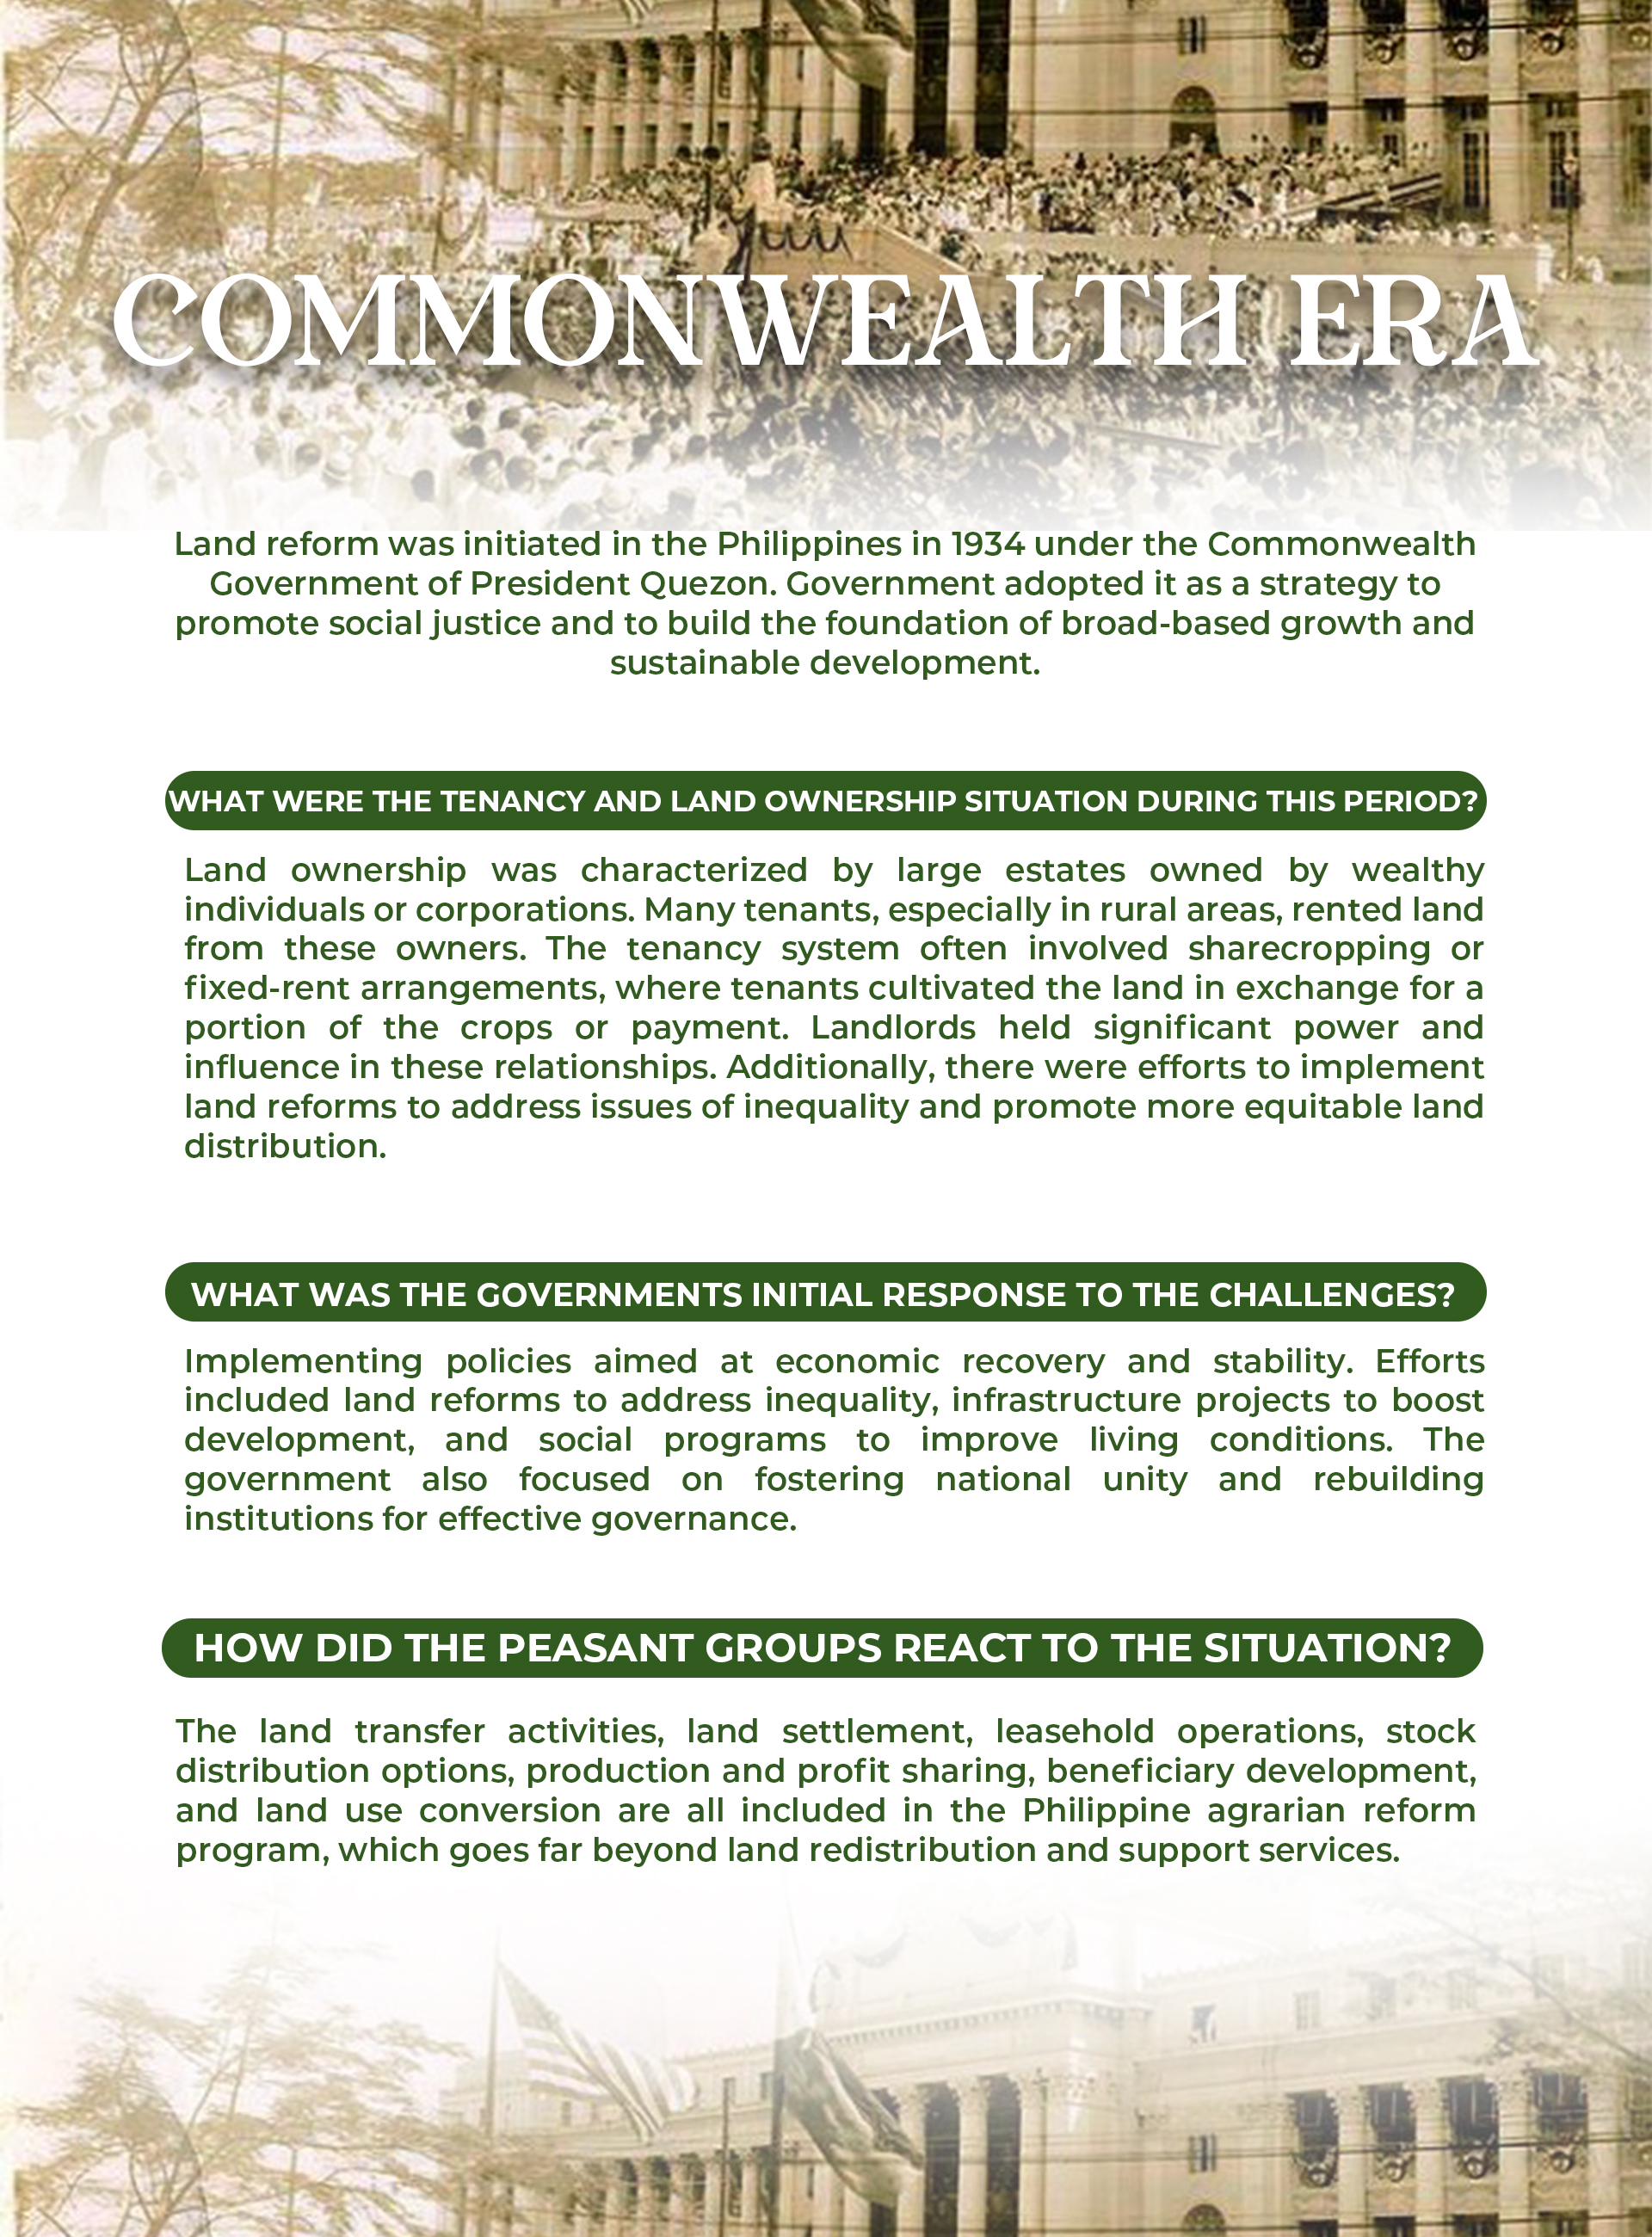 COMMONWEALTH ERA
Land reform was initiated in the Philippines in 1934 under the Commonwealth
Government of President Quezon. Government adopted it as a strategy to
promote social justice and to build the foundation of broad-based growth and
sustainable development.
WHAT WERE THE TENANCY AND LAND OWNERSHIP SITUATION DURING THIS PERIOD?
Land ownership was characterized by large estates owned by wealthy
individuals or corporations. Many tenants, especially in rural areas, rented land
from these owners. The tenancy system often involved sharecropping or
fixed-rent arrangements, where tenants cultivated the land in exchange for a
portion of the crops or payment. Landlords held significant power and
influence in these relationships. Additionally, there were efforts to implement
land reforms to address issues of inequality and promote more equitable land
distribution.
WHAT WAS THE GOVERNMENTS INITIAL RESPONSE TO THE CHALLENGES?
Implementing policies aimed at economic recovery and stability. Efforts
included land reforms to address inequality, infrastructure projects to boost
development, and social programs to improve living conditions. The
government also focused on fostering national unity and rebuilding
institutions for effective governance.
HOW DID THE PEASANT GROUPS REACT TO THE SITUATION?
The land transfer activities, land settlement, leasehold operations, stock
distribution options, production and profit sharing, beneficiary development,
and land use conversion are all included in the Philippine agrarian reform
program, which goes far beyond land redistribution and support services.